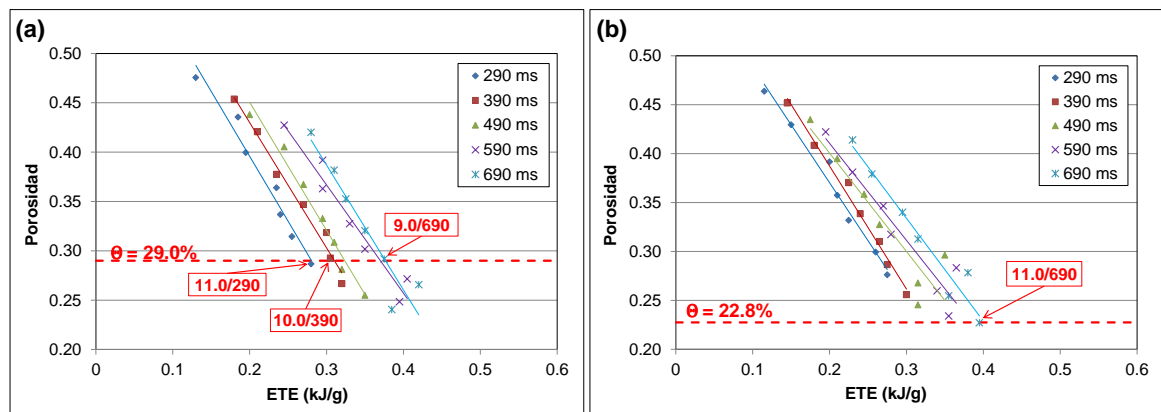 (a)
0.50
0.45
0.40
0.35
0.30
0.25
0.20
Porosidad
0
0.1
0.2
0.3
0.4
0.5
0.6
ETE (kJ/g)
290 ms
390 ms
490 ms
590 ms
690 ms
Θ = 29.0%
11.0/290
10.0/390
9.0/690
(b)
0.50
0.45
0.40
0.35
0.30
0.25
0.20
Porosidad
0
0.1
0.2
0.3
0.4
0.5
0.6
ETE (kJ/g)
290 ms
390 ms
490 ms
590 ms
690 ms
Θ = 22.8%
11.0/690